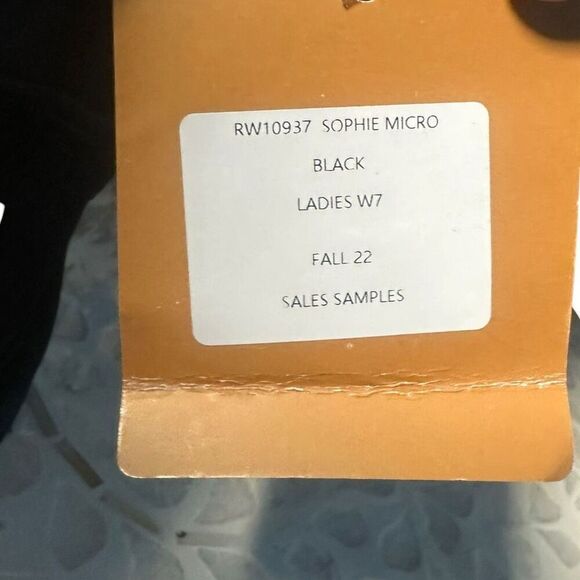 RW10937 SOPHIE MICRO
BLACK
LADIES W7
FALL 22
SALES SAMPLES